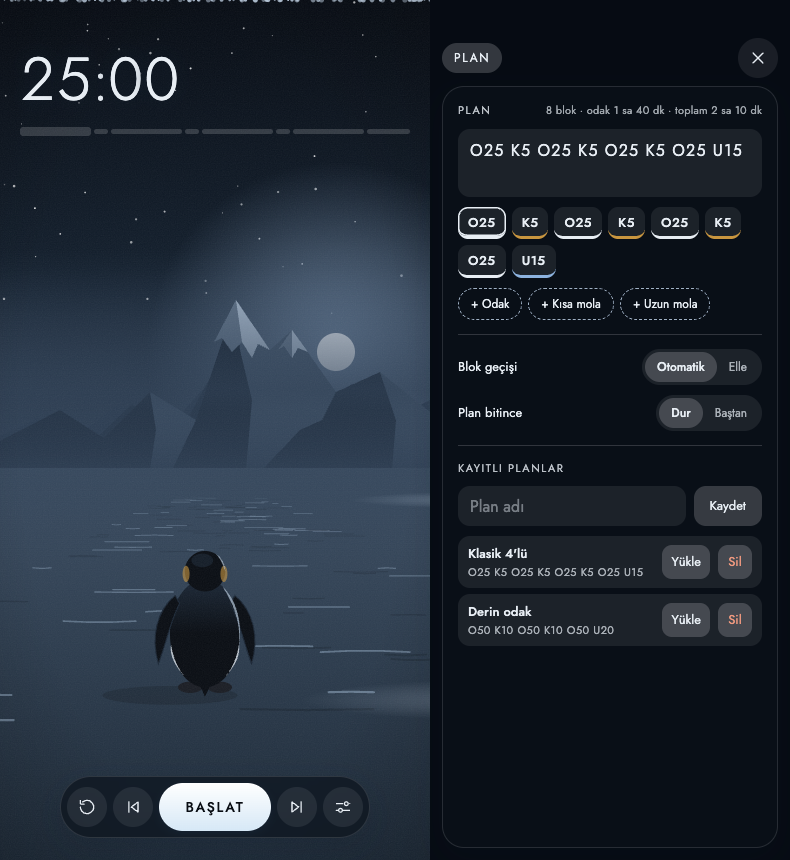 25:00
BAŞLAT
PLAN
PLAN
8 blok · odak 1 sa 40 dk · toplam 2 sa 10 dk
O25 K5 O25 K5 O25 K5 O25 U15
O25 K5 O25 K5 O25 K5
O25 U15
+ Odak + Kısa mola + Uzun mola
Blok geçişi Otomatik Elle
Plan bitince Dur Baştan
KAYITLI PLANLAR
Plan adı Kaydet
Klasik 4'lü
O25 K5 O25 K5 O25 K5 O25 U15
Yükle Sil
Derin odak
O50 K10 O50 K10 O50 U20
Yükle Sil